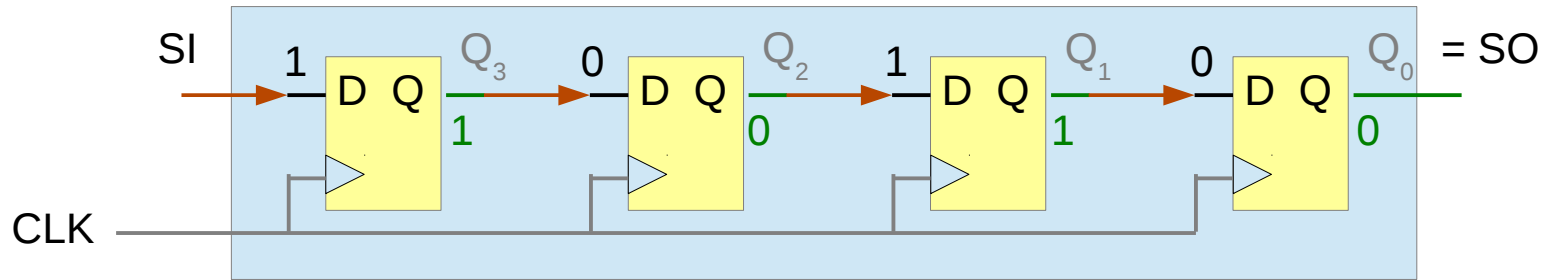 SI 1 Q3 0 Q2 1 Q1 0 Q0 = SO
D Q D Q D Q D Q
1 0 1 0
CLK